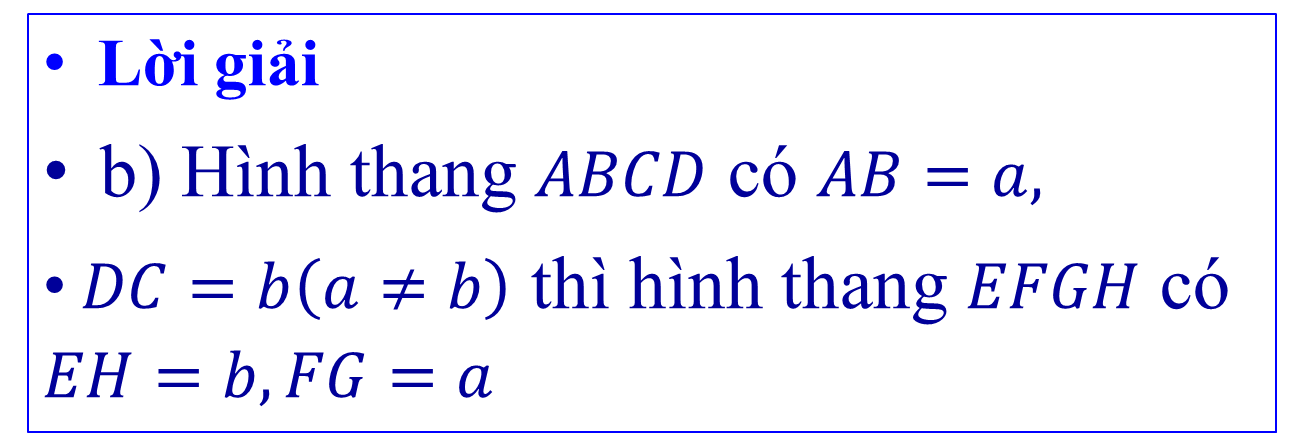 • Lời giải
• b) Hình thang ABCD có AB = a,
• DC = b(a ≠ b) thì hình thang EFGH có
EH = b, FG = a